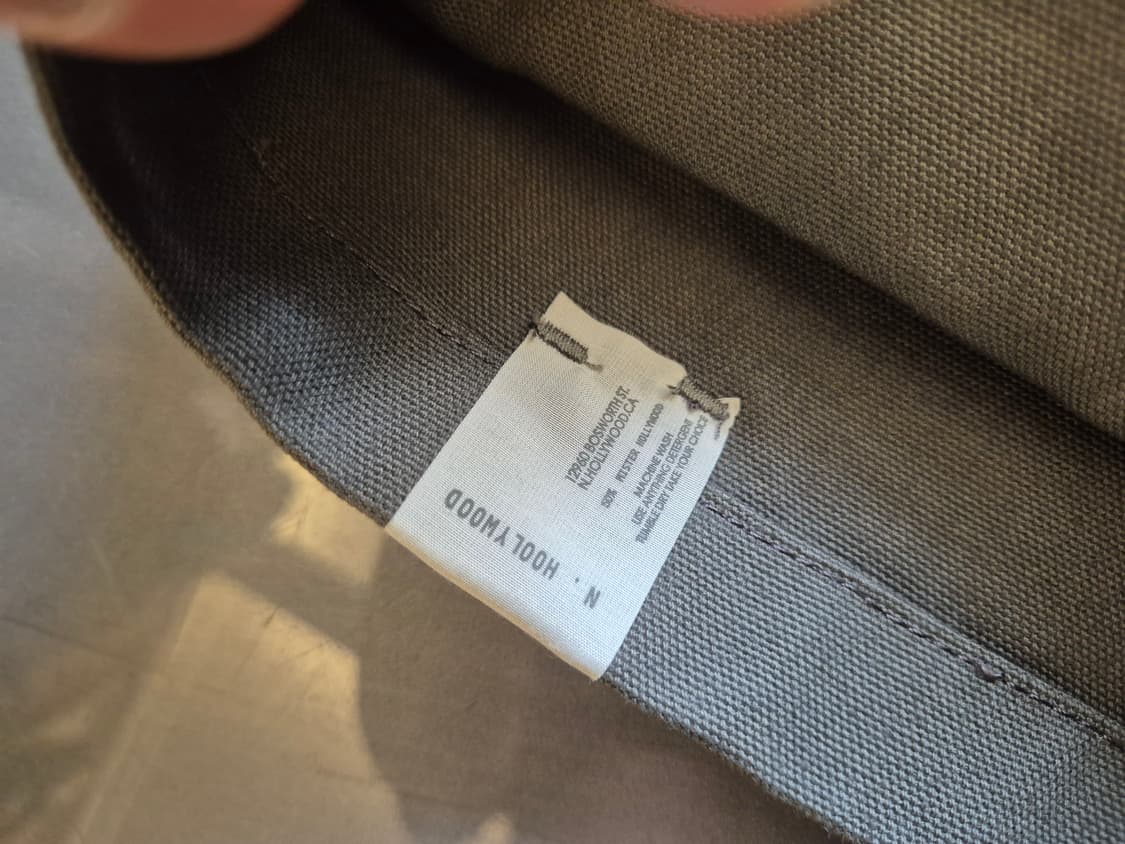 12960 BOSWORTH ST.
N.HOLLYWOOD.CA
50% MISTER HOLLYWOOD
MACHINE WASH
USE ANYTHING DETERGENT
TUMBLE DRY TAKE YOUR CHOICE
N. HOOLYWOOD